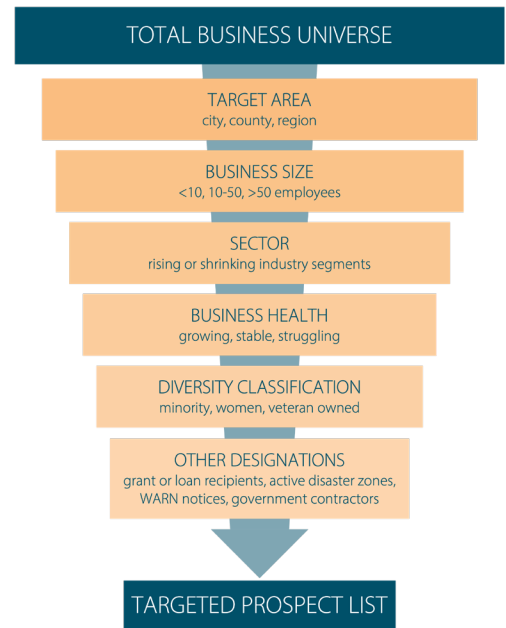 TOTAL BUSINESS UNIVERSE
TARGET AREA
city, county, region
BUSINESS SIZE
<10, 10-50, >50 employees
SECTOR
rising or shrinking industry segments
BUSINESS HEALTH
growing, stable, struggling
DIVERSITY CLASSIFICATION
minority, women, veteran owned
OTHER DESIGNATIONS
grant or loan recipients, active disaster zones,
WARN notices, government contractors
TARGETED PROSPECT LIST